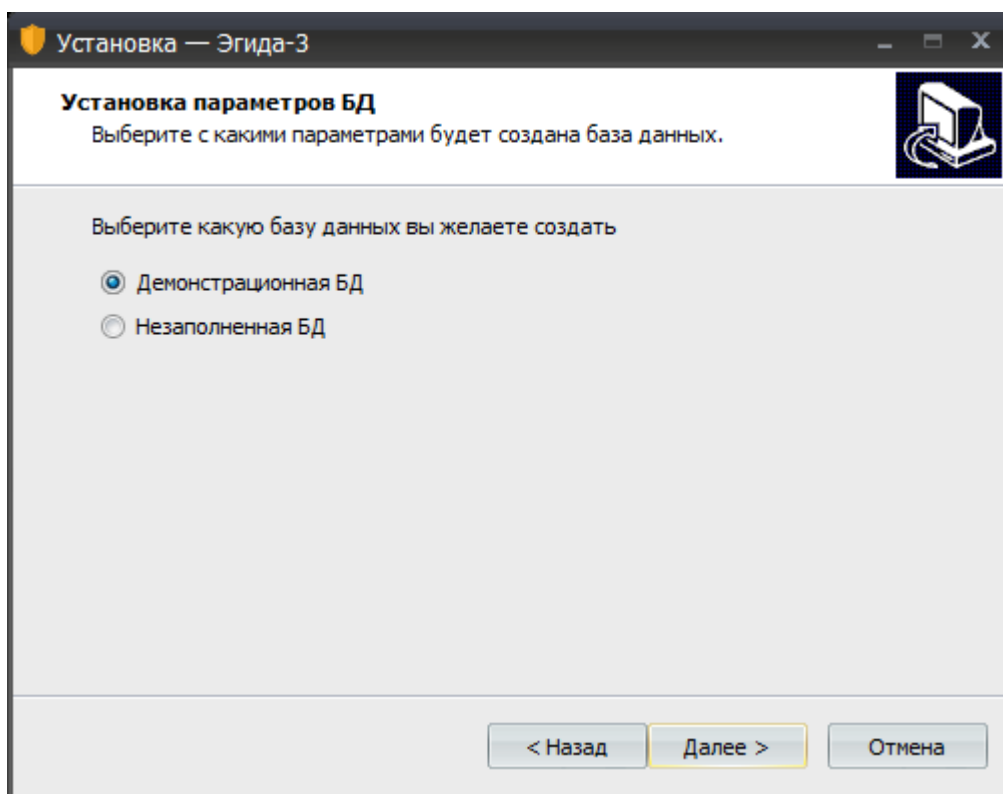 Установка — Эгида-3
Установка параметров БД
Выберите с какими параметрами будет создана база данных.
Выберите какую базу данных вы желаете создать
Демонстрационная БД
Незаполненная БД
< Назад
Далее >
Отмена